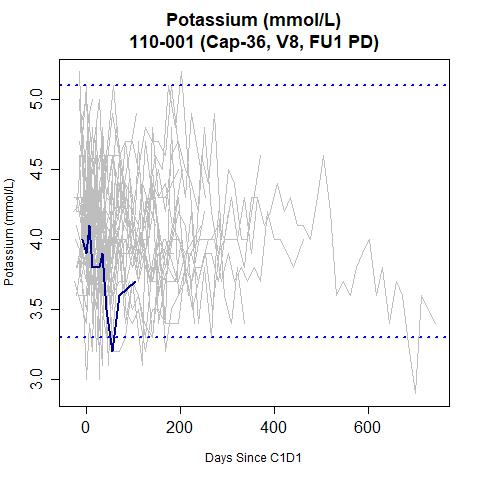 Potassium (mmol/L)
110-001 (Cap-36, V8, FU1 PD)
Potassium (mmol/L)
5.0
4.5
4.0
3.5
3.0
0
200
400
600
Days Since C1D1